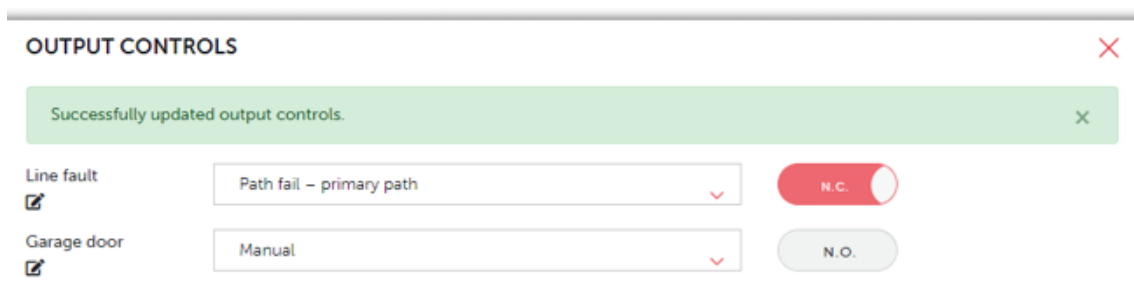 OUTPUT CONTROLS
Successfully updated output controls.
Line fault
Path fail – primary path
N.C.
Garage door
Manual
N.O.